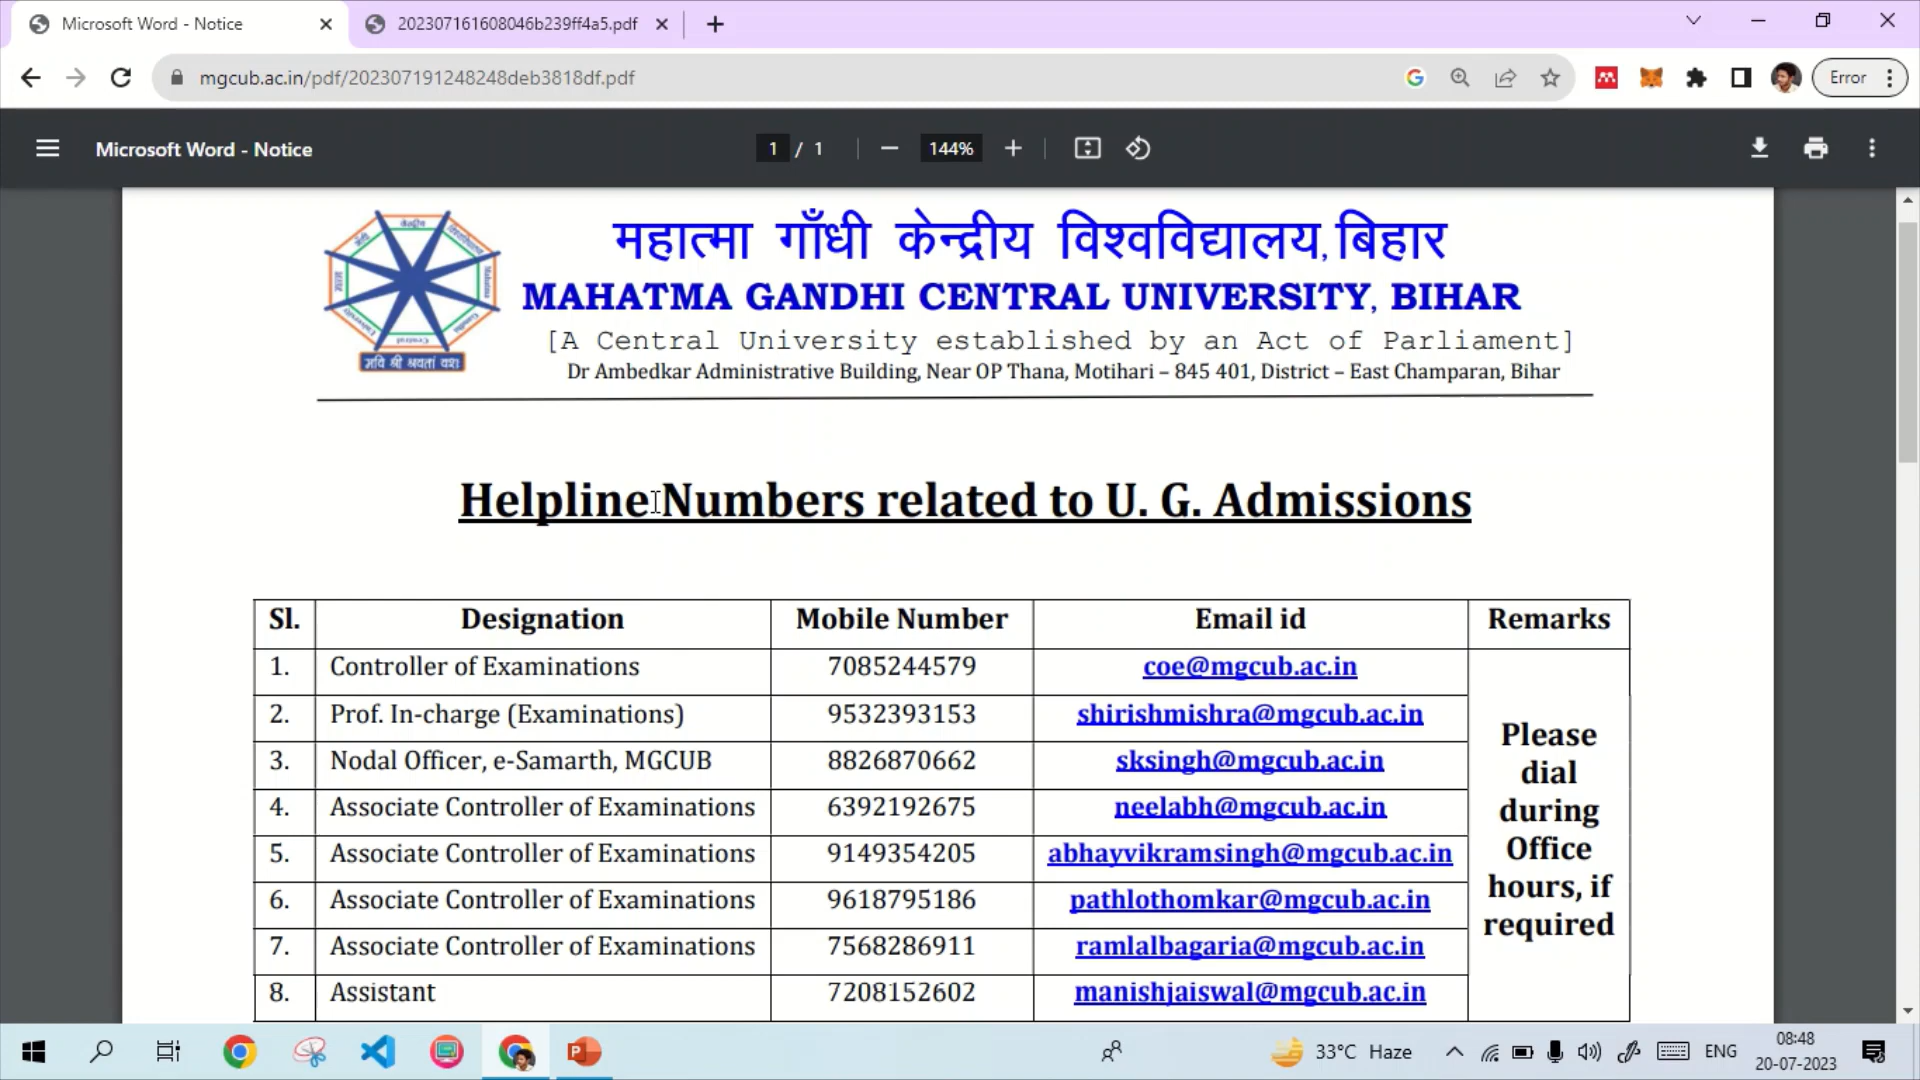 Microsoft Word - Notice
202307161608046b239ff4a5.pdf
mgcub.ac.in/pdf/202307191248248deb3818df.pdf
Error
Microsoft Word - Notice
1 / 1
144%
महात्मा गाँधी केन्द्रीय विश्वविद्यालय, बिहार
MAHATMA GANDHI CENTRAL UNIVERSITY, BIHAR
[A Central University established by an Act of Parliament]
Dr Ambedkar Administrative Building, Near OP Thana, Motihari – 845 401, District – East Champaran, Bihar
Helpline Numbers related to U. G. Admissions
Sl. Designation Mobile Number Email id Remarks
1. Controller of Examinations 7085244579 coe@mgcub.ac.in
2. Prof. In-charge (Examinations) 9532393153 shirishmishra@mgcub.ac.in
3. Nodal Officer, e-Samarth, MGCUB 8826870662 sksingh@mgcub.ac.in
4. Associate Controller of Examinations 6392192675 neelabh@mgcub.ac.in
5. Associate Controller of Examinations 9149354205 abhayvikramsingh@mgcub.ac.in
6. Associate Controller of Examinations 9618795186 pathlothomkar@mgcub.ac.in
7. Associate Controller of Examinations 7568286911 ramlalbagaria@mgcub.ac.in
8. Assistant 7208152602 manishjaiswal@mgcub.ac.in
Please
dial
during
Office
hours, if
required
33°C Haze
ENG
08:48
20-07-2023